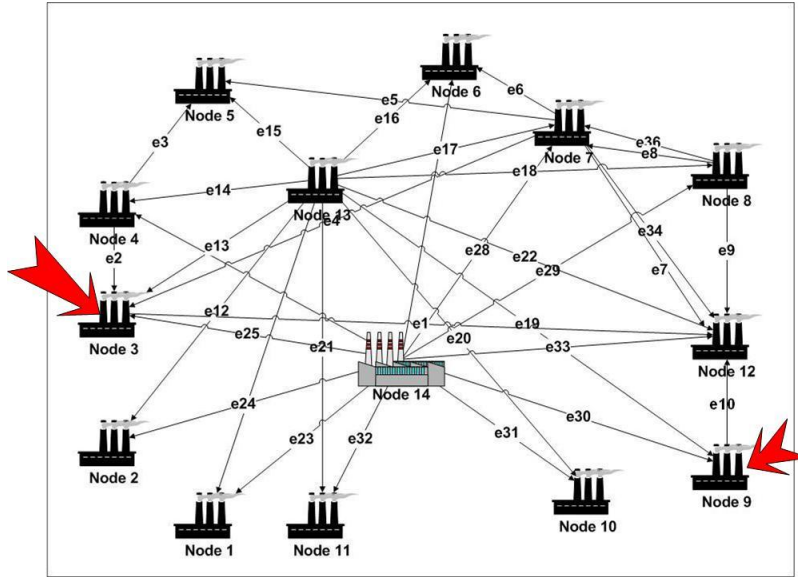 Node 6
e6
e5
Node 5
e16
e15
e3
e17
Node 7
e36
e8
e18
Node 8
e14
Node 13
e4
Node 4
e2
e13
e28
e22
e34
e29
e7
e9
Node 3
e12
e25
e21
e1
e20
e19
e33
Node 12
Node 14
e24
e10
e23
e32
e31
e30
Node 2
Node 9
Node 1
Node 11
Node 10